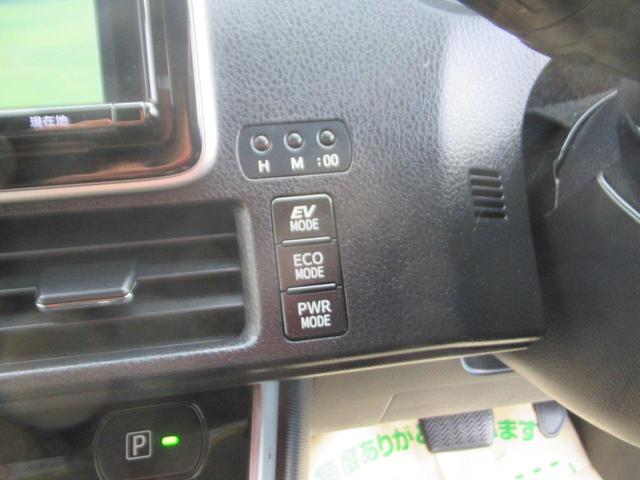 現在地
H M :00
EV
MODE
ECO
MODE
PWR
MODE
P